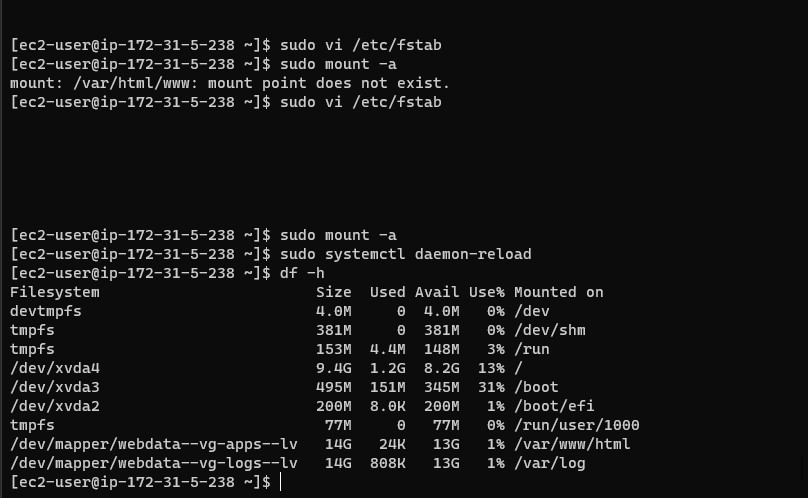 [ec2-user@ip-172-31-5-238 ~]$ sudo vi /etc/fstab
[ec2-user@ip-172-31-5-238 ~]$ sudo mount -a
mount: /var/html/www: mount point does not exist.
[ec2-user@ip-172-31-5-238 ~]$ sudo vi /etc/fstab
[ec2-user@ip-172-31-5-238 ~]$ sudo mount -a
[ec2-user@ip-172-31-5-238 ~]$ sudo systemctl daemon-reload
[ec2-user@ip-172-31-5-238 ~]$ df -h
Filesystem                        Size  Used Avail Use% Mounted on
devtmpfs                          4.0M     0  4.0M   0% /dev
tmpfs                             381M     0  381M   0% /dev/shm
tmpfs                             153M  4.4M  148M   3% /run
/dev/xvda4                        9.4G  1.2G  8.2G  13% /
/dev/xvda3                        495M  151M  345M  31% /boot
/dev/xvda2                        200M  8.0K  200M   1% /boot/efi
tmpfs                              77M     0   77M   0% /run/user/1000
/dev/mapper/webdata--vg-apps--lv   14G   24K   13G   1% /var/www/html
/dev/mapper/webdata--vg-logs--lv   14G  808K   13G   1% /var/log
[ec2-user@ip-172-31-5-238 ~]$